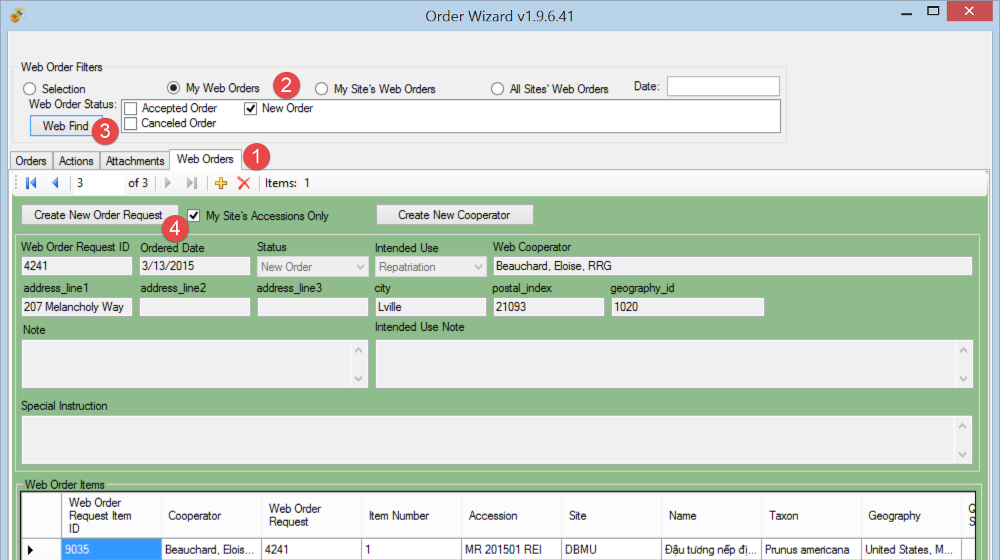 Order Wizard v1.9.6.41
Web Order Filters
Selection My Web Orders 2 My Site's Web Orders All Sites' Web Orders Date:
Web Order Status: Accepted Order New Order
Canceled Order
Web Find 3
Orders Actions Attachments Web Orders 1
3 of 3 Items: 1
Create New Order Request 4 My Site's Accessions Only Create New Cooperator
Web Order Request ID Ordered Date Status Intended Use Web Cooperator
4241 3/13/2015 New Order Repatriation Beauchard, Eloise, RRG
address_line1 address_line2 address_line3 city postal_index geography_id
207 Melancholy Way Lville 21093 1020
Note Intended Use Note
Special Instruction
Web Order Items
Web Order Request Item ID Cooperator Web Order Request Item Number Accession Site Name Taxon Geography Q S
9035 Beauchard, Elois... 4241 1 MR 201501 REI DBMU Đậu tương nếp đị... Prunus americana United States, M...